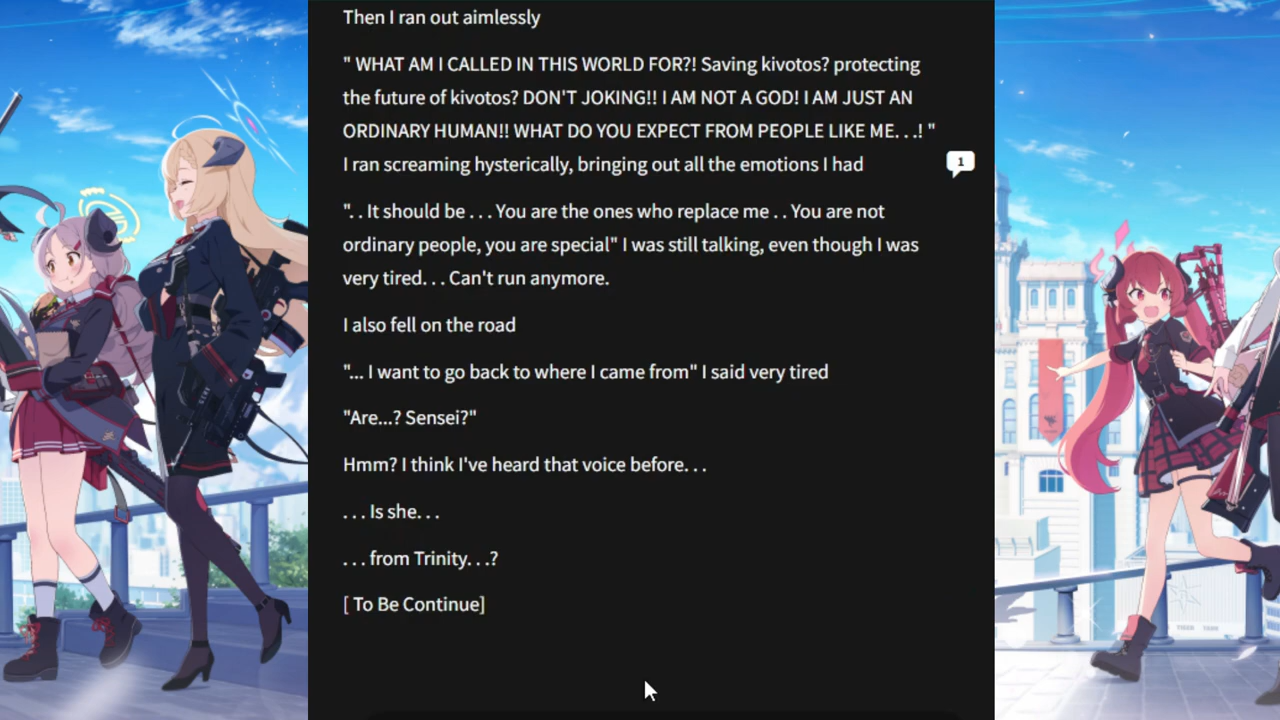 Then I ran out aimlessly
" WHAT AM I CALLED IN THIS WORLD FOR?! Saving kivotos? protecting
the future of kivotos? DON'T JOKING!! I AM NOT A GOD! I AM JUST AN
ORDINARY HUMAN!! WHAT DO YOU EXPECT FROM PEOPLE LIKE ME. . .! "
I ran screaming hysterically, bringing out all the emotions I had
1
". . It should be . . . You are the ones who replace me . . You are not
ordinary people, you are special" I was still talking, even though I was
very tired. . . Can't run anymore.
I also fell on the road
"... I want to go back to where I came from" I said very tired
"Are...? Sensei?"
Hmm? I think I've heard that voice before. . .
. . . Is she. . .
. . . from Trinity. . .?
[ To Be Continue]